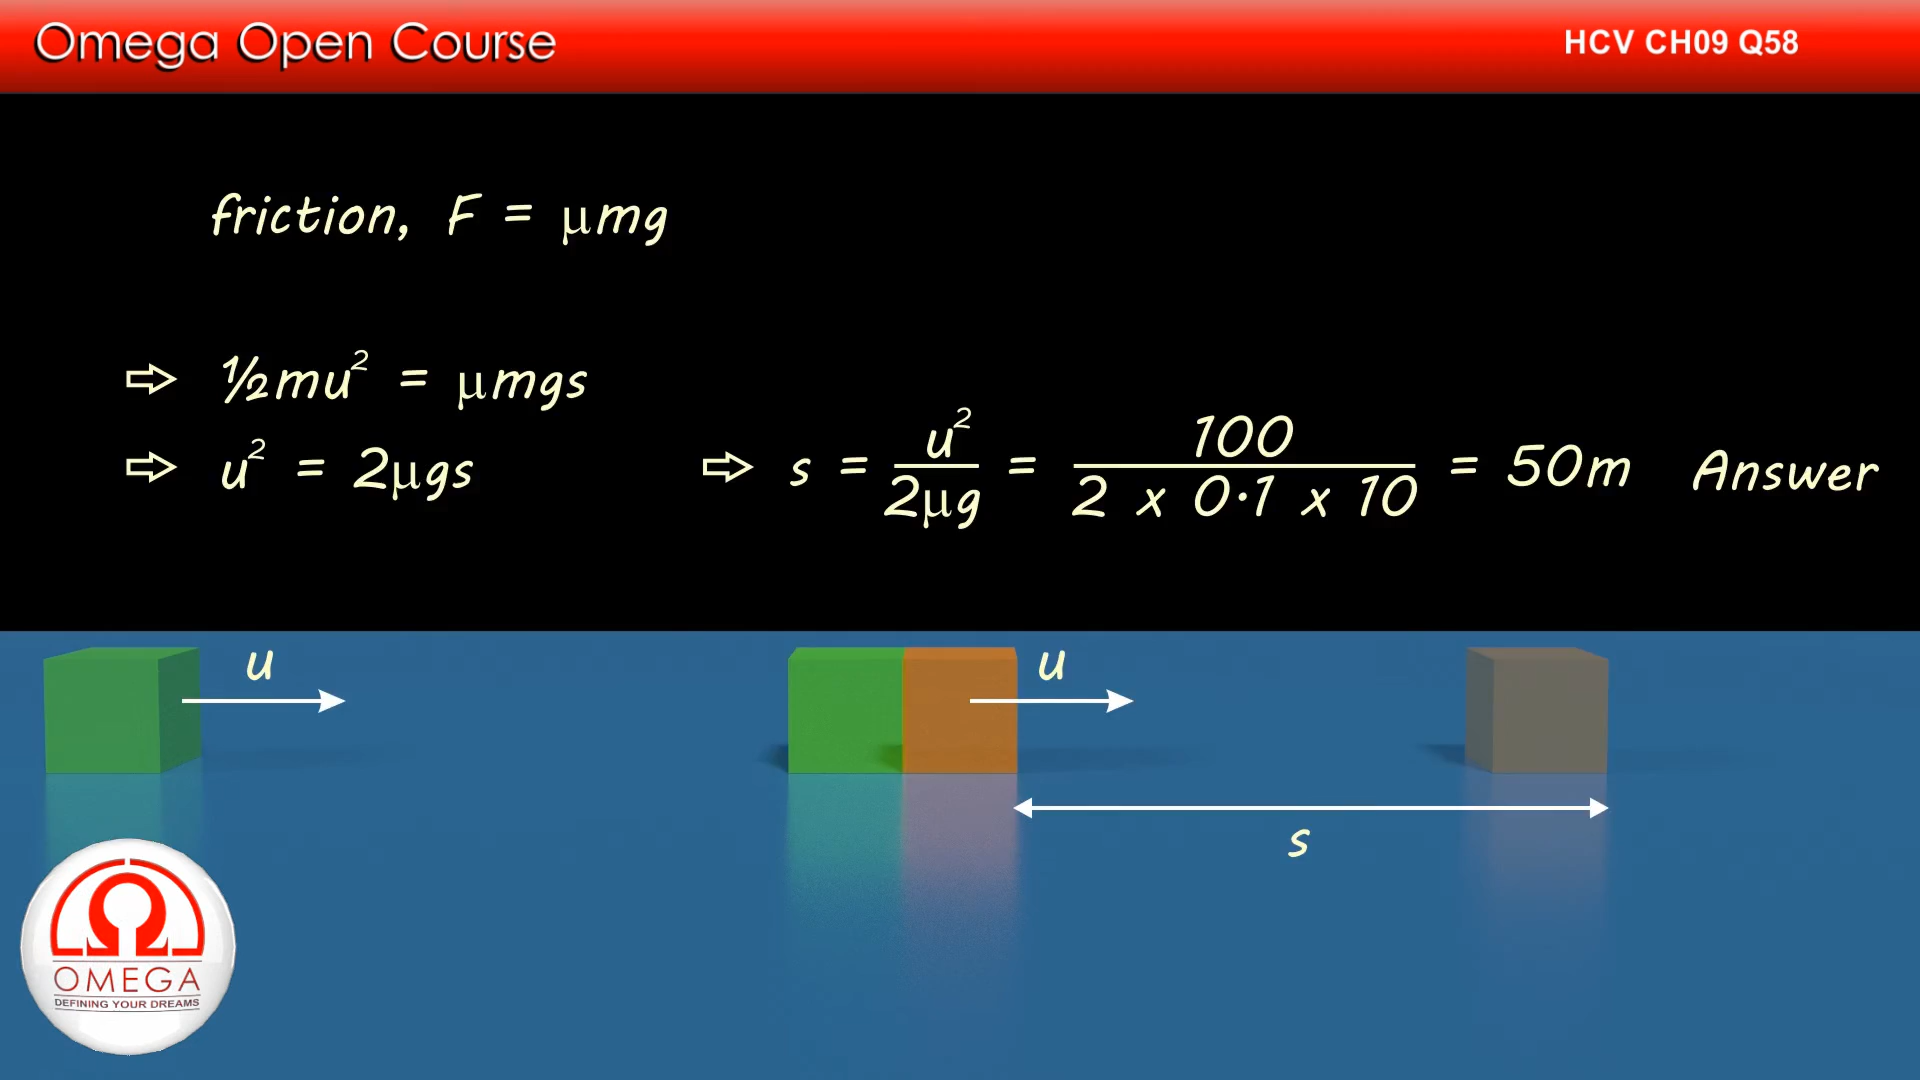 Omega Open Course
HCV CH09 Q58
friction, F = μmg
⇨ ½mu² = μmgs
⇨ u² = 2μgs ⇨ s = u²/2μg = 100/2 x 0·1 x 10 = 50m Answer
u
u
s
Ω
OMEGA
DEFINING YOUR DREAMS